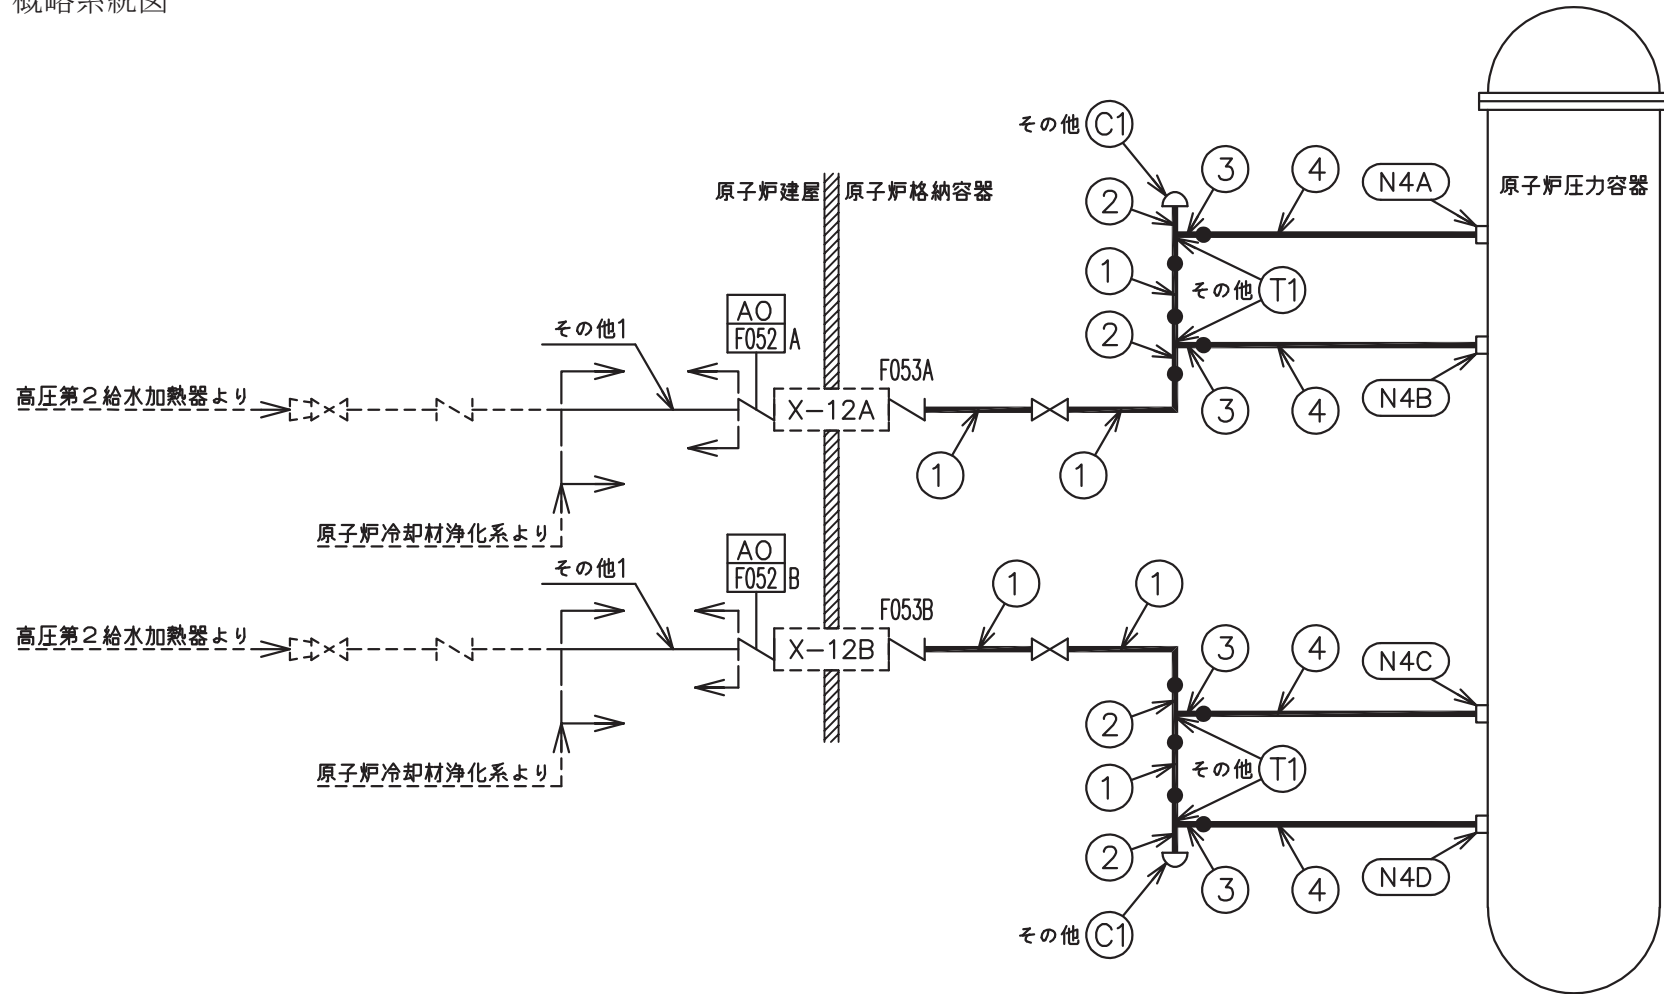 概略系統図
その他 C1
3
4
N4A
原子炉建屋
原子炉格納容器
原子炉圧力容器
2
1
その他 T1
AO
F052 A
その他1
2
F053A
高圧第2給水加熱器より
X-12A
3
4
N4B
1
1
原子炉冷却材浄化系より
AO
F052 B
その他1
1
1
F053B
高圧第2給水加熱器より
X-12B
3
4
N4C
2
原子炉冷却材浄化系より
その他 T1
1
2
3
4
N4D
その他 C1